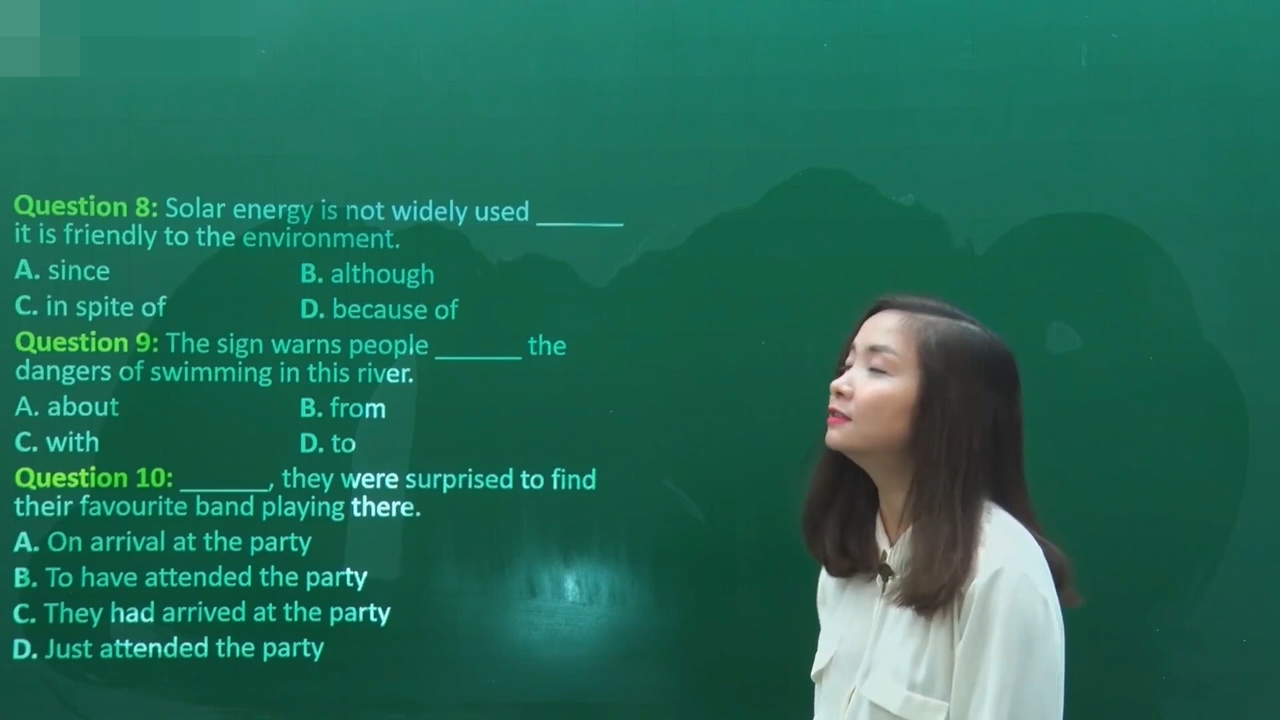 Question 8: Solar energy is not widely used ______
it is friendly to the environment.
A. since B. although
C. in spite of D. because of
Question 9: The sign warns people ______ the
dangers of swimming in this river.
A. about B. from
C. with D. to
Question 10: ______, they were surprised to find
their favourite band playing there.
A. On arrival at the party
B. To have attended the party
C. They had arrived at the party
D. Just attended the party